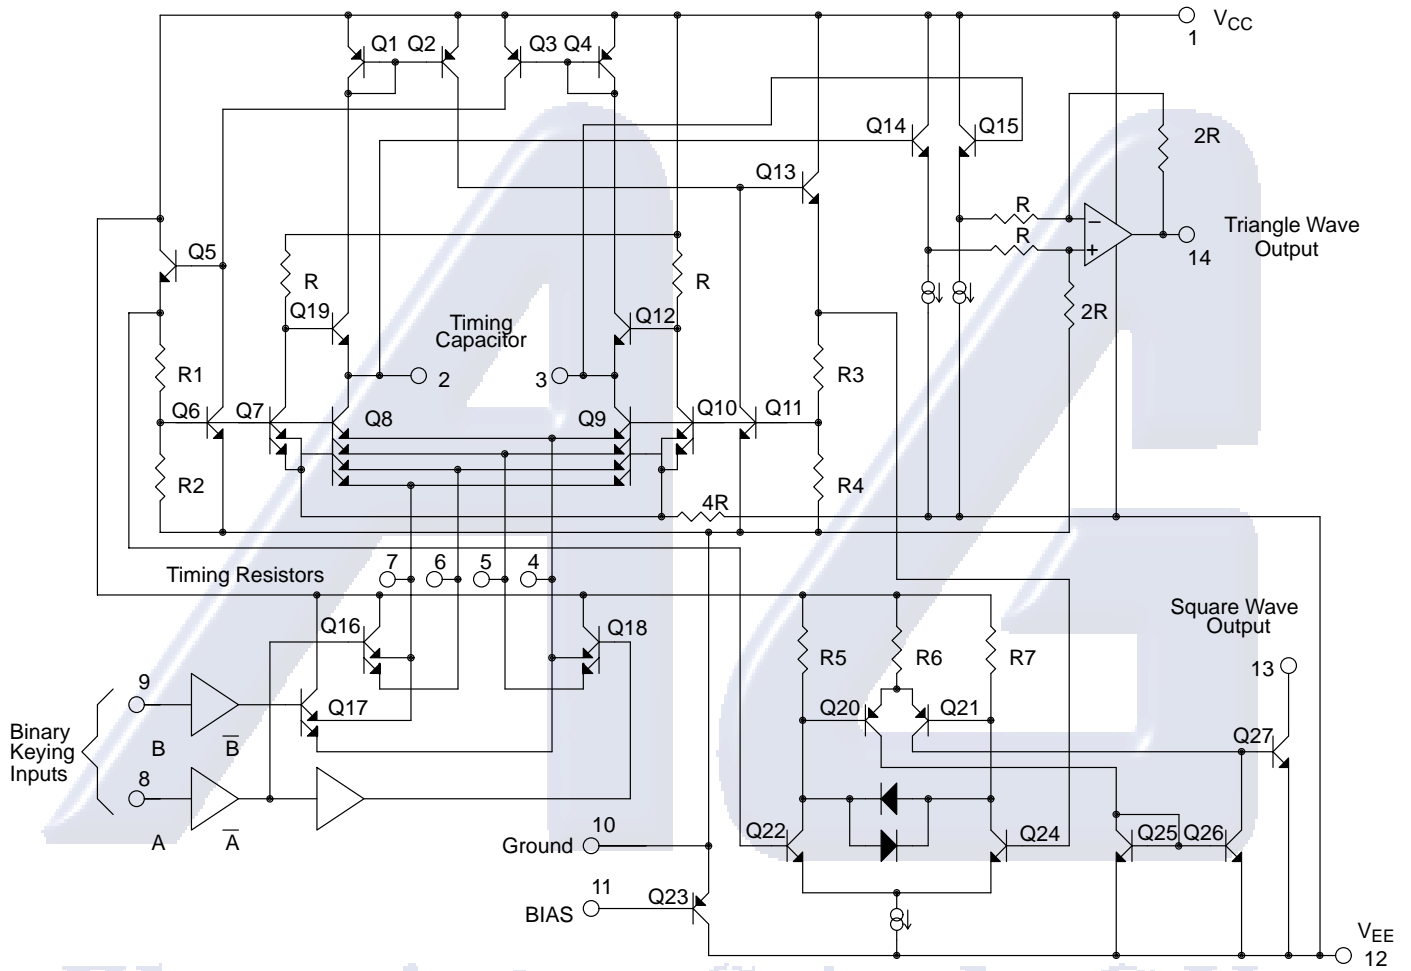 Q1 Q2 Q3 Q4
V_CC
1
Q14 Q15
2R
Q13
R
R
Q5
R
Q19
R
Q12
Timing
Capacitor
2
3
14
Triangle Wave
Output
2R
R1
R3
Q6 Q7 Q8 Q9 Q10 Q11
R2
R4
4R
Timing Resistors
7 6 5 4
Q16
Q18
Q17
9
B
B̅
Binary
Keying
Inputs
8
A
A̅
R5 R6 R7
Square Wave
Output
13
Q20 Q21
Q27
Q22 Q24 Q25 Q26
Ground
10
BIAS
11
Q23
V_EE
12